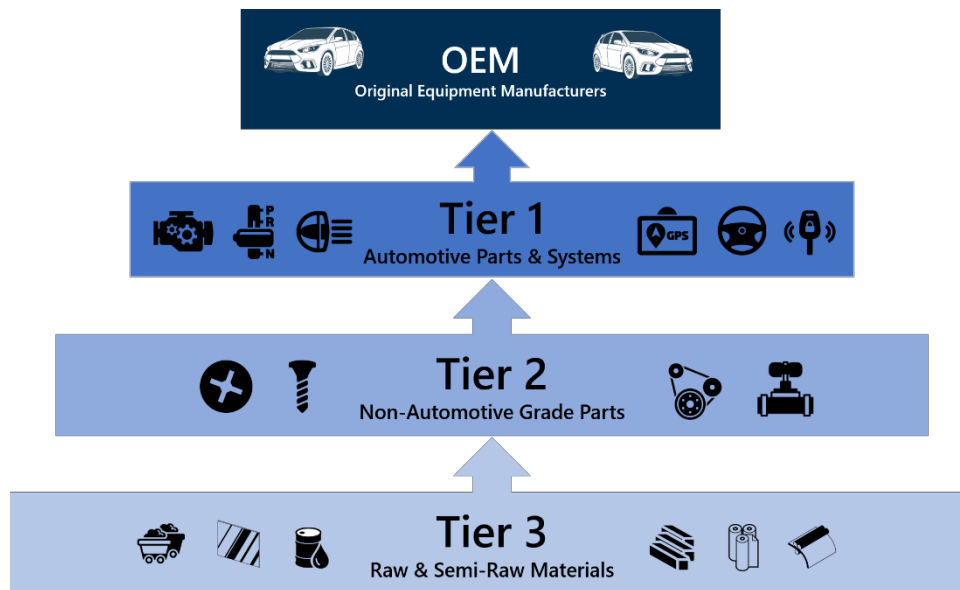 OEM
Original Equipment Manufacturers
Tier 1
P
R
N
GPS
Automotive Parts & Systems
Tier 2
Non-Automotive Grade Parts
Tier 3
Raw & Semi-Raw Materials